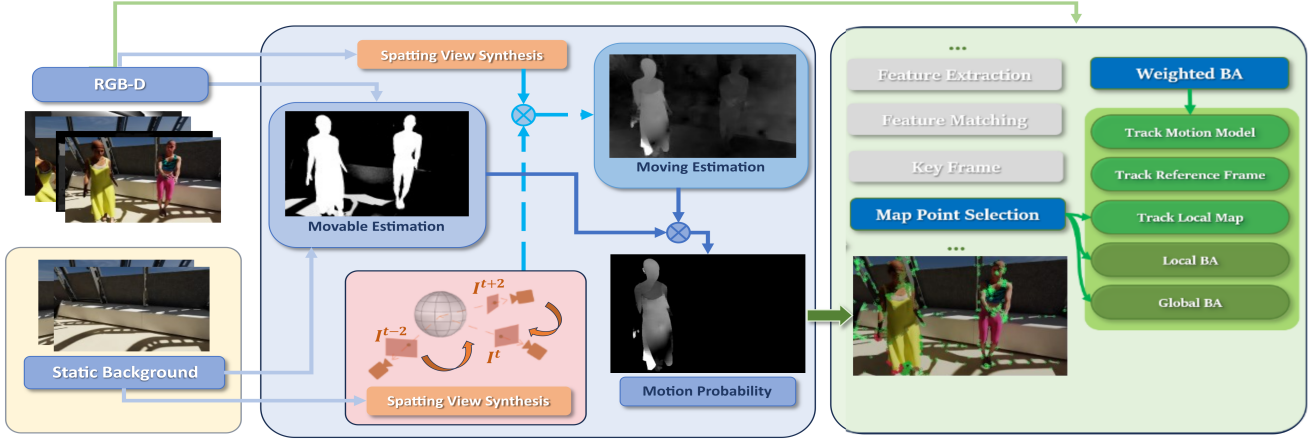 RGB-D
Static Background
Spatting View Synthesis
Movable Estimation
Moving Estimation
I^{t+2}
I^{t-2}
I^{t}
Spatting View Synthesis
Motion Probability
...
Feature Extraction
Feature Matching
Key Frame
Map Point Selection
...
Weighted BA
Track Motion Model
Track Reference Frame
Track Local Map
Local BA
Global BA